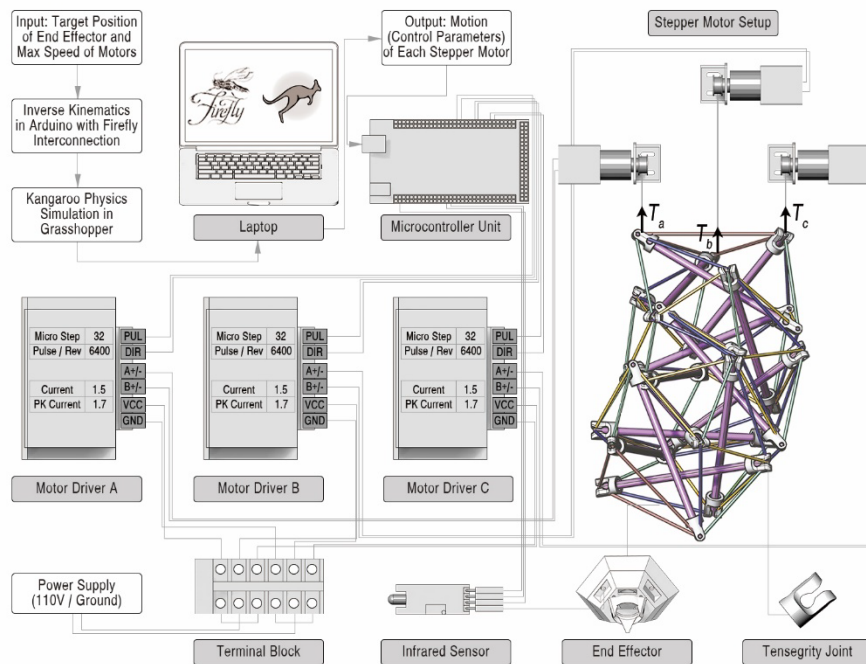 Input: Target Position
of End Effector and
Max Speed of Motors
Inverse Kinematics
in Arduino with Firefly
Interconnection
Kangaroo Physics
Simulation in
Grasshopper
Firefly
Laptop
Output: Motion
(Control Parameters)
of Each Stepper Motor
Microcontroller Unit
Stepper Motor Setup
Ta
Tb
Tc
Micro Step 32
Pulse / Rev 6400
Current 1.5
PK Current 1.7
PUL
DIR
A+/-
B+/-
VCC
GND
Motor Driver A
Micro Step 32
Pulse / Rev 6400
Current 1.5
PK Current 1.7
PUL
DIR
A+/-
B+/-
VCC
GND
Motor Driver B
Micro Step 32
Pulse / Rev 6400
Current 1.5
PK Current 1.7
PUL
DIR
A+/-
B+/-
VCC
GND
Motor Driver C
Power Supply
(110V / Ground)
Terminal Block
Infrared Sensor
End Effector
Tensegrity Joint